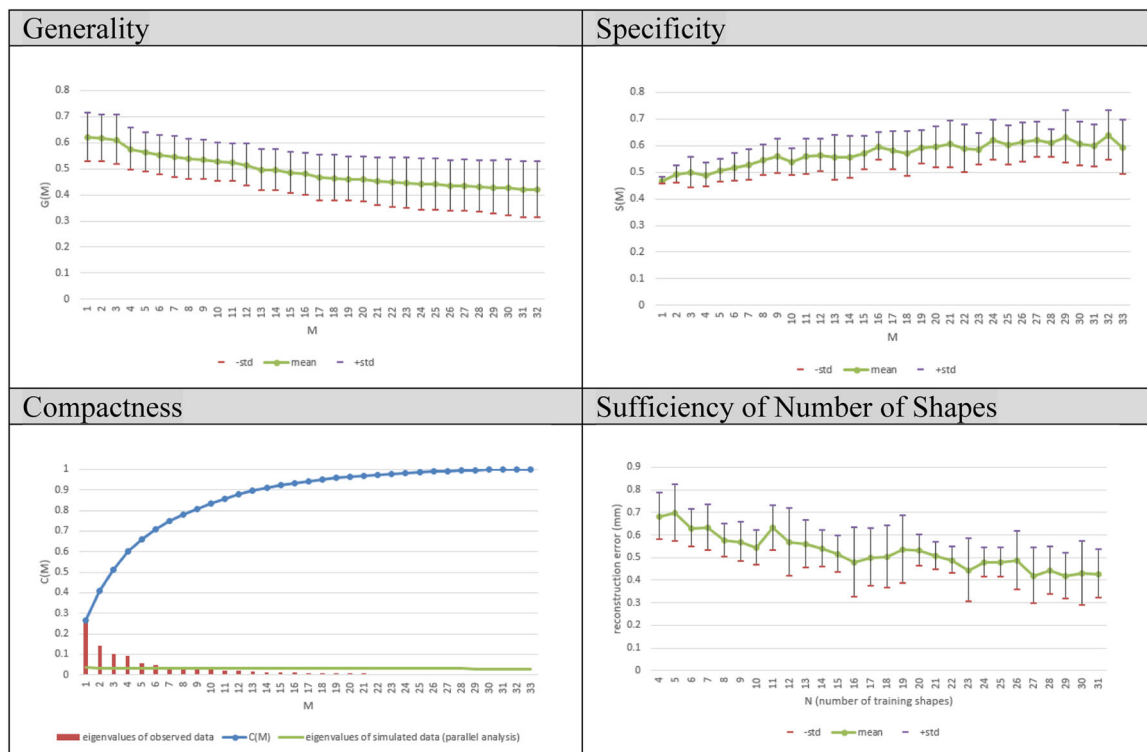 Generality
0.8
0.7
0.6
0.5
0.4
0.3
0.2
0.1
0
G(M)
1 2 3 4 5 6 7 8 9 10 11 12 13 14 15 16 17 18 19 20 21 22 23 24 25 26 27 28 29 30 31 32
M
-std mean +std
Specificity
0.8
0.7
0.6
0.5
0.4
0.3
0.2
0.1
0
S(M)
1 2 3 4 5 6 7 8 9 10 11 12 13 14 15 16 17 18 19 20 21 22 23 24 25 26 27 28 29 30 31 32 33
M
-std mean +std
Compactness
1
0.9
0.8
0.7
0.6
0.5
0.4
0.3
0.2
0.1
0
C(M)
1 2 3 4 5 6 7 8 9 10 11 12 13 14 15 16 17 18 19 20 21 22 23 24 25 26 27 28 29 30 31 32 33
M
eigenvalues of observed data C(M) eigenvalues of simulated data (parallel analysis)
Sufficiency of Number of Shapes
0.9
0.8
0.7
0.6
0.5
0.4
0.3
0.2
0.1
0
reconstruction error (mm)
4 5 6 7 8 9 10 11 12 13 14 15 16 17 18 19 20 21 22 23 24 25 26 27 28 29 30 31
N (number of training shapes)
-std mean +std